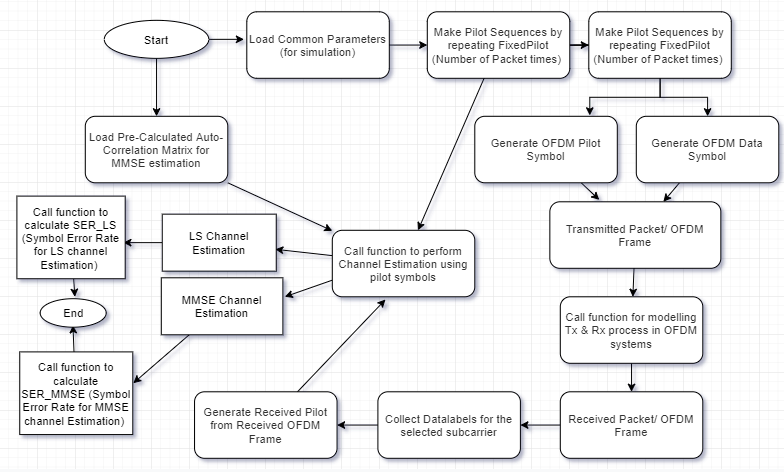 Start
Load Common Parameters
(for simulation)
Make Pilot Sequences by
repeating FixedPilot
(Number of Packet times)
Make Pilot Sequences by
repeating FixedPilot
(Number of Packet times)
Load Pre-Calculated Auto-
Correlation Matrix for
MMSE estimation
Generate OFDM Pilot
Symbol
Generate OFDM Data
Symbol
Call function to
calculate SER_LS
(Symbol Error Rate
for LS channel
Estimation)
LS Channel
Estimation
Call function to perform
Channel Estimation using
pilot symbols
Transmitted Packet/ OFDM
Frame
End
MMSE Channel
Estimation
Call function for modelling
Tx & Rx process in OFDM
systems
Call function to
calculate
SER_MMSE (Symbol
Error Rate for MMSE
channel Estimation)
Generate Received Pilot
from Received OFDM
Frame
Collect Datalabels for the
selected subcarrier
Received Packet/ OFDM
Frame